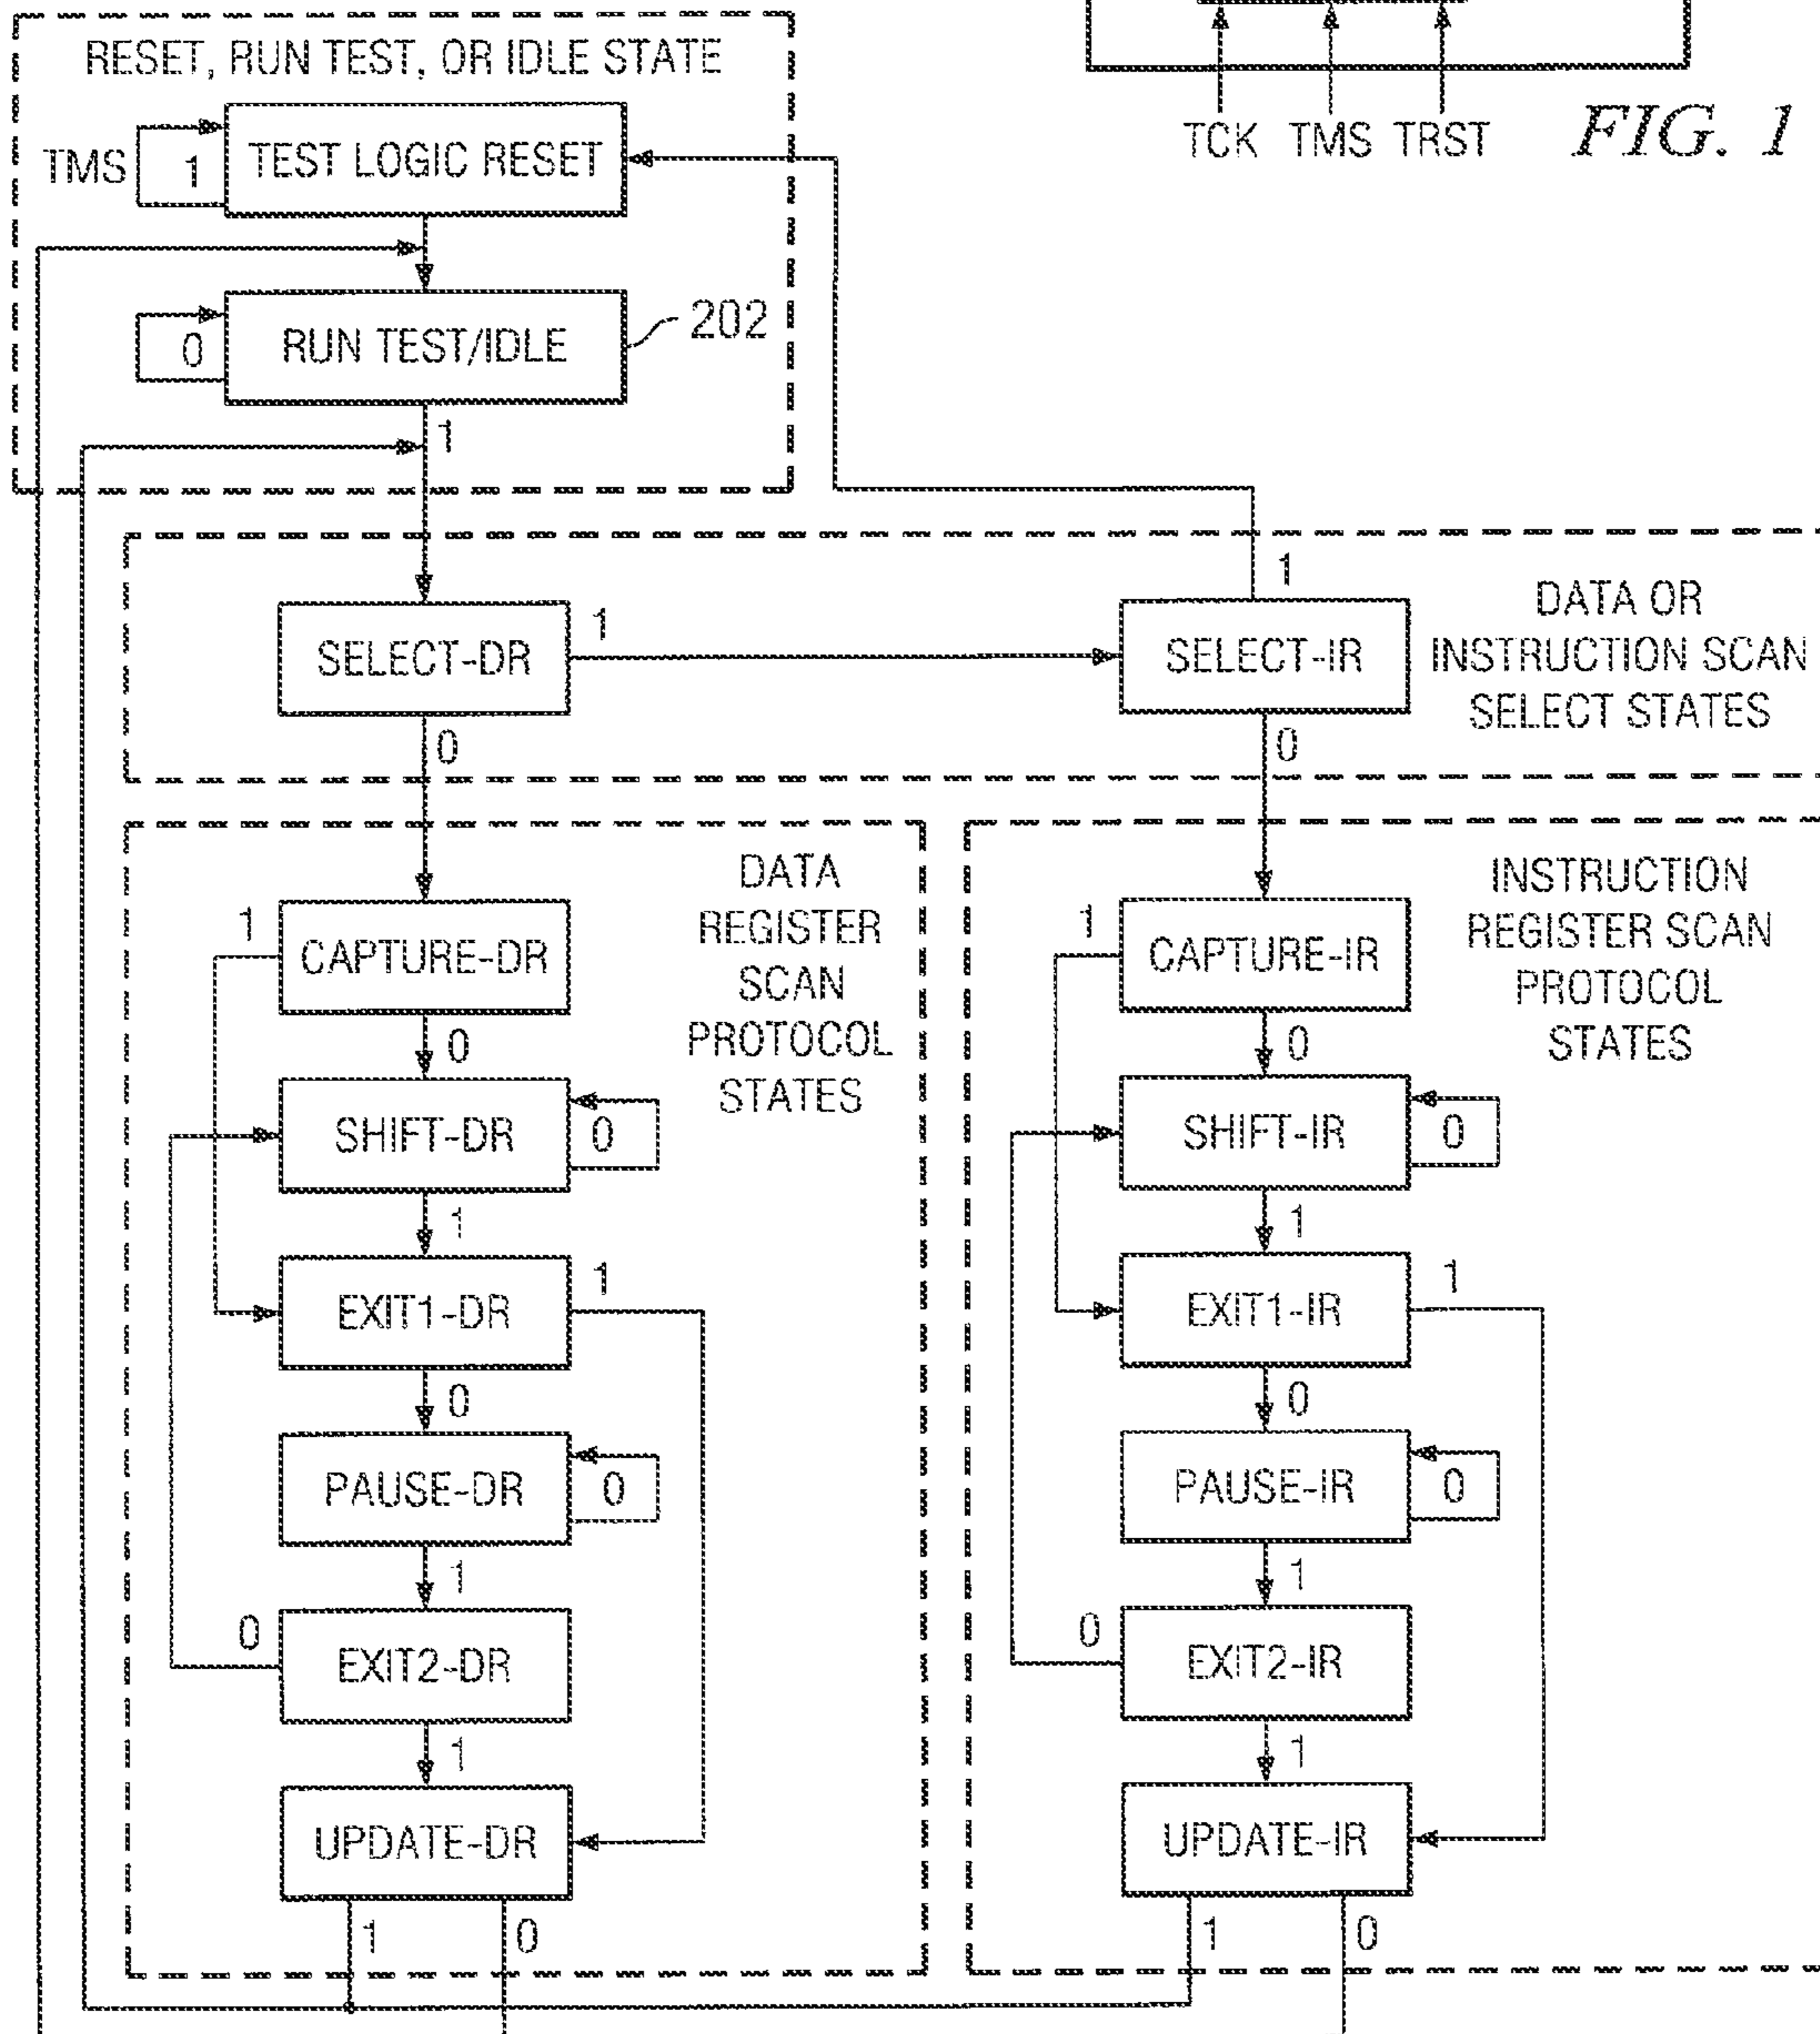 RESET, RUN TEST, OR IDLE STATE
TMS
1
TEST LOGIC RESET
0
RUN TEST/IDLE
202
1
TCK TMS TRST
FIG. 1
SELECT-DR
1
0
1
SELECT-IR
0
DATA OR
INSTRUCTION SCAN
SELECT STATES
DATA
REGISTER
SCAN
PROTOCOL
STATES
1
CAPTURE-DR
0
SHIFT-DR
0
1
EXIT1-DR
1
0
PAUSE-DR
0
1
0
EXIT2-DR
1
UPDATE-DR
1
0
INSTRUCTION
REGISTER SCAN
PROTOCOL
STATES
1
CAPTURE-IR
0
SHIFT-IR
0
1
EXIT1-IR
1
0
PAUSE-IR
0
1
0
EXIT2-IR
1
UPDATE-IR
1
0